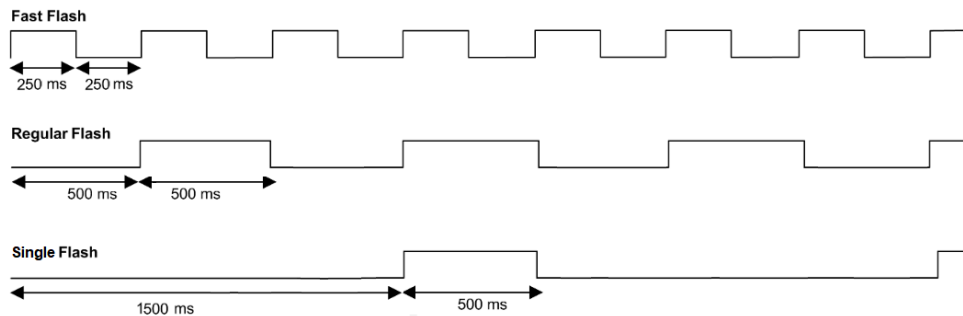 Fast Flash
250 ms 250 ms
Regular Flash
500 ms 500 ms
Single Flash
1500 ms 500 ms